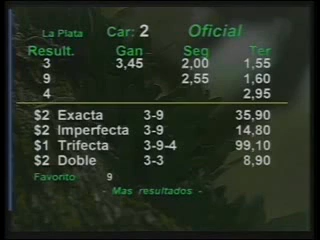 La Plata Car: 2 Oficial
Result. Gan Seg Ter
3 3,45 2,00 1,55
9 2,55 1,60
4 2,95
$2 Exacta 3-9 35,90
$2 Imperfecta 3-9 14,80
$1 Trifecta 3-9-4 99,10
$2 Doble 3-3 8,90
Favorito 9
- Mas resultados -